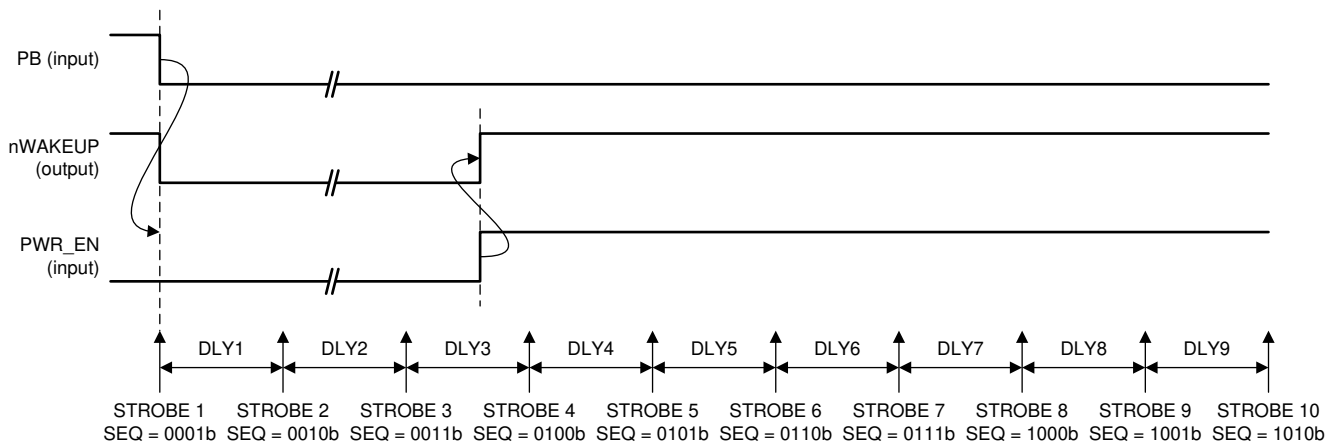 PB (input)
nWAKEUP
(output)
PWR_EN
(input)
DLY1 DLY2 DLY3 DLY4 DLY5 DLY6 DLY7 DLY8 DLY9
STROBE 1 STROBE 2 STROBE 3 STROBE 4 STROBE 5 STROBE 6 STROBE 7 STROBE 8 STROBE 9 STROBE 10
SEQ = 0001b SEQ = 0010b SEQ = 0011b SEQ = 0100b SEQ = 0101b SEQ = 0110b SEQ = 0111b SEQ = 1000b SEQ = 1001b SEQ = 1010b